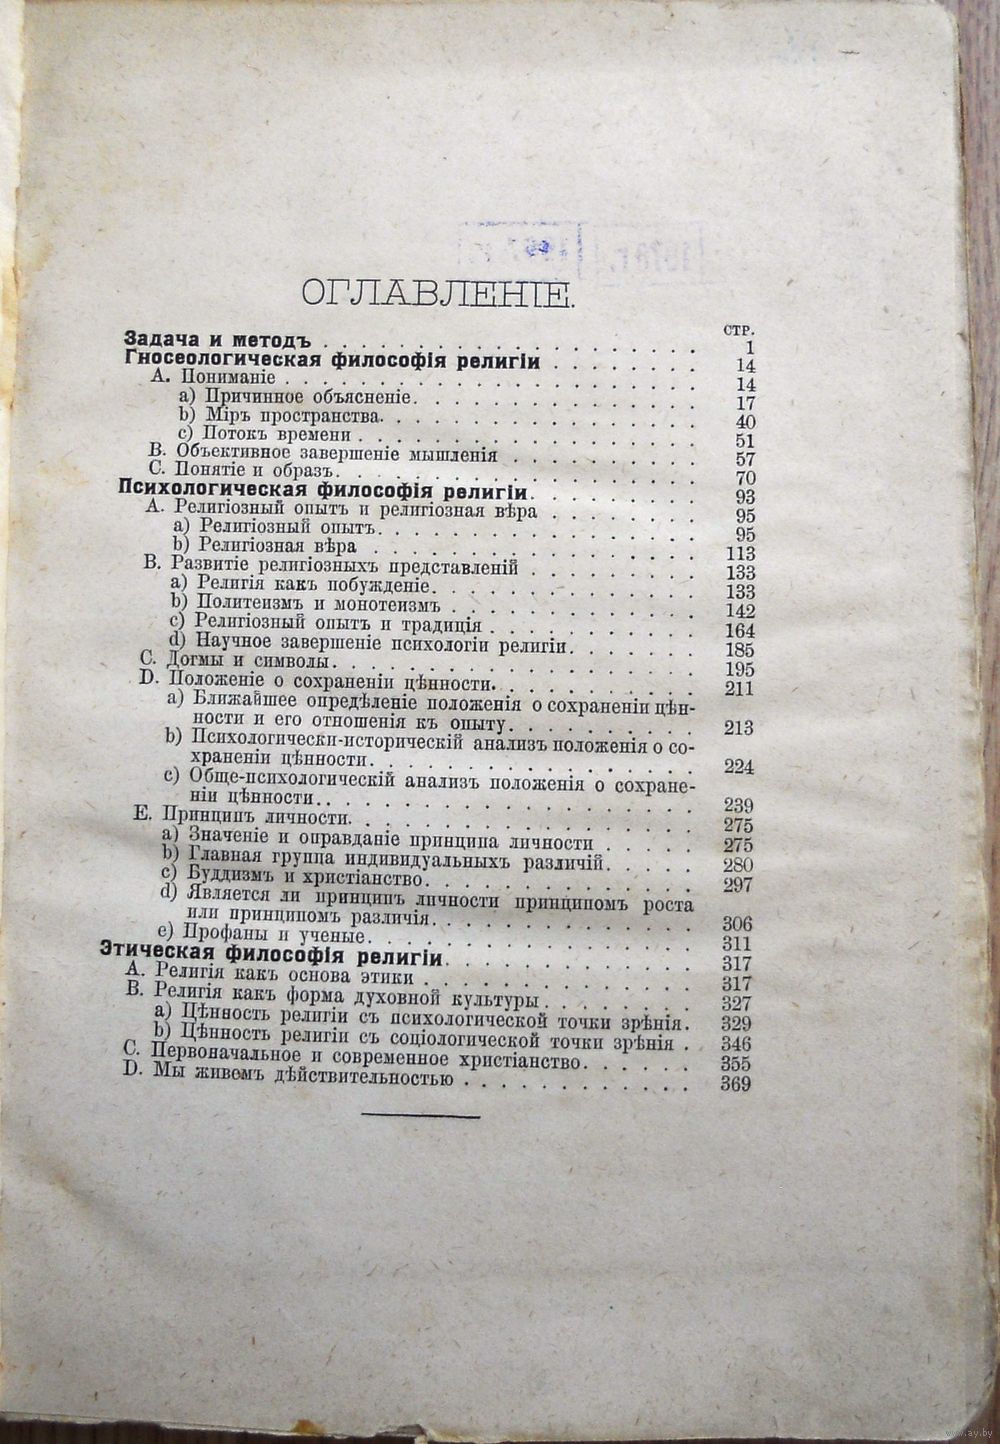 ОГЛАВЛЕНІЕ.
СТР.
Задача и методъ . . . . . . . . . . . . . . . . . . . . 1
Гносеологическая философія религіи . . . . . . . . 14
А. Пониманіе . . . . . . . . . . . . . . . . . . . . . . 14
a) Причинное объясненіе. . . . . . . . . . . . . . . 17
b) Міръ пространства. . . . . . . . . . . . . . . . . 40
c) Потокъ времени . . . . . . . . . . . . . . . . . . 51
В. Объективное завершеніе мышленія . . . . . . . . . . 57
С. Понятіе и образъ. . . . . . . . . . . . . . . . . . . 70
Психологическая философія религіи. . . . . . . . . 93
А. Религіозный опытъ и религіозная вѣра . . . . . . . . 95
a) Религіозный опытъ. . . . . . . . . . . . . . . . . 95
b) Религіозная вѣра . . . . . . . . . . . . . . . . . 113
В. Развитіе религіозныхъ представленій . . . . . . . . . 133
a) Религія какъ побужденіе. . . . . . . . . . . . . . 133
b) Политеизмъ и монотеизмъ . . . . . . . . . . . . . 142
c) Религіозный опытъ и традиція . . . . . . . . . . . 164
d) Научное завершеніе психологіи религіи. . . . . . . 185
С. Догмы и символы. . . . . . . . . . . . . . . . . . . 195
D. Положеніе о сохраненіи цѣнности. . . . . . . . . . . 211
a) Ближайшее опредѣленіе положенія о сохраненіи цѣн-
ности и его отношенія къ опыту. . . . . . . . . . 213
b) Психологически-историческій анализъ положенія о со-
храненіи цѣнности. . . . . . . . . . . . . . . . . 224
c) Обще-психологическій анализъ положенія о сохране-
ніи цѣнности. . . . . . . . . . . . . . . . . . . . 239
Е. Принципъ личности. . . . . . . . . . . . . . . . . . 275
a) Значеніе и оправданіе принципа личности . . . . . 275
b) Главная группа индивидуальныхъ различій. . . . . 280
c) Буддизмъ и христіанство. . . . . . . . . . . . . . 297
d) Является ли принципъ личности принципомъ роста
или принципомъ различія. . . . . . . . . . . . . . 306
e) Профаны и ученые. . . . . . . . . . . . . . . . . 311
Этическая философія религіи. . . . . . . . . . . . . 317
А. Религія какъ основа этики . . . . . . . . . . . . . . 317
В. Религія какъ форма духовной культуры . . . . . . . . 327
a) Цѣнность религіи съ психологической точки зрѣнія. 329
b) Цѣнность религіи съ соціологической точки зрѣнія . 346
С. Первоначальное и современное христіанство. . . . . . 355
D. Мы живемъ дѣйствительностью . . . . . . . . . . . . 369
www.ay.by